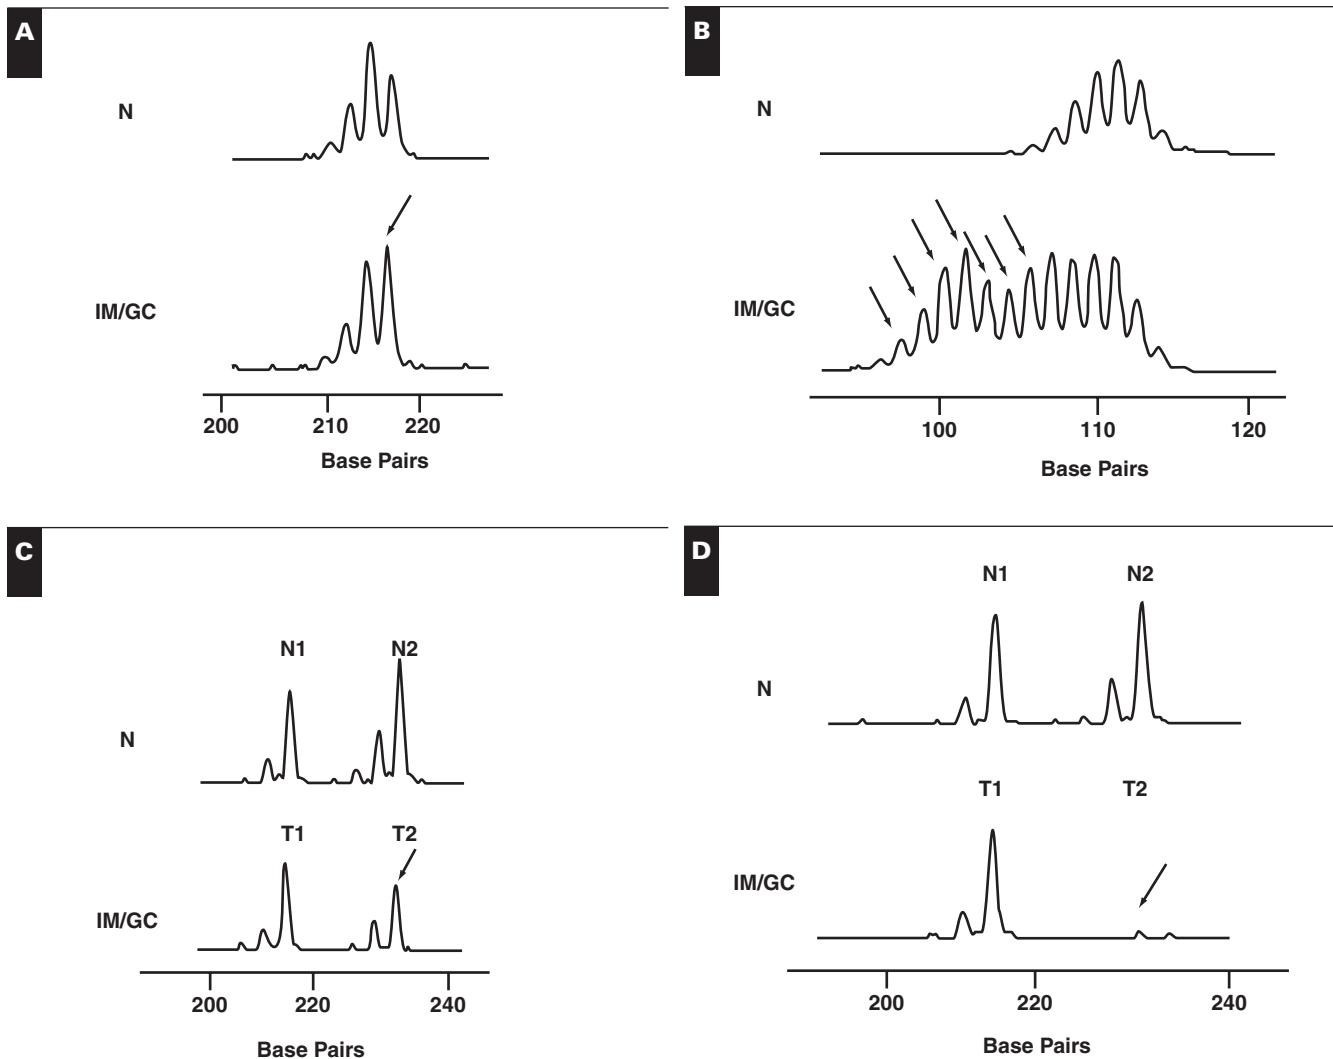 A
N
IM/GC
200 210 220
Base Pairs
B
N
IM/GC
100 110 120
Base Pairs
C
N1 N2
N
T1 T2
IM/GC
200 220 240
Base Pairs
D
N1 N2
N
T1 T2
IM/GC
200 220 240
Base Pairs